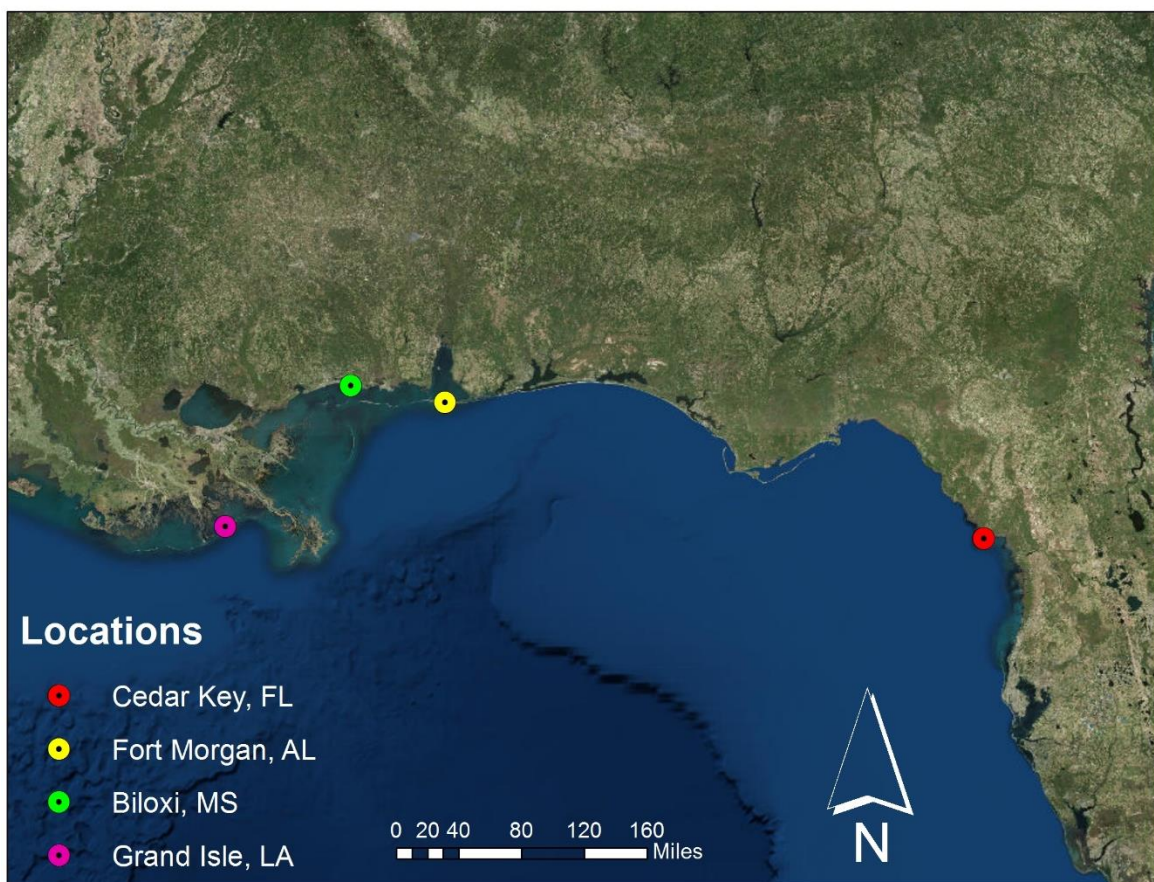 Locations
Cedar Key, FL
Fort Morgan, AL
Biloxi, MS
Grand Isle, LA
0 20 40 80 120 160
Miles
N